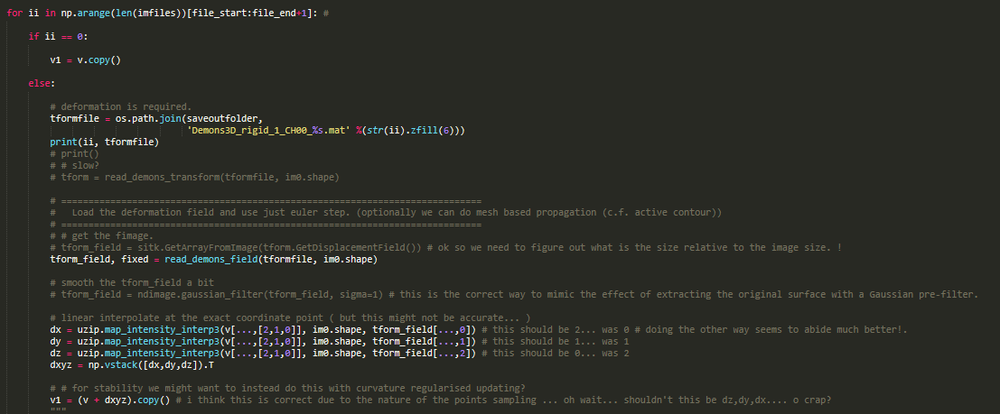 for ii in np.arange(len(imfiles))[file_start:file_end+1]: #
if ii == 0:
v1 = v.copy()
else:
# deformation is required.
tformfile = os.path.join(saveoutfolder,
'Demons3D_rigid_1_CH00_%s.mat' %(str(ii).zfill(6)))
print(ii, tformfile)
# print()
# # slow?
# tform = read_demons_transform(tformfile, im0.shape)
# =============================================================================
#   Load the deformation field and use just euler step. (optionally we can do mesh based propagation (c.f. active contour))
# =============================================================================
# # get the fimage.
# tform_field = sitk.GetArrayFromImage(tform.GetDisplacementField()) # ok so we need to figure out what is the size relative to the image size. !
tform_field, fixed = read_demons_field(tformfile, im0.shape)
# smooth the tform_field a bit
# tform_field = ndimage.gaussian_filter(tform_field, sigma=1) # this is the correct way to mimic the effect of extracting the original surface with a Gaussian pre-filter.
# linear interpolate at the exact coordinate point ( but this might not be accurate... )
dx = uzip.map_intensity_interp3(v[...,[2,1,0]], im0.shape, tform_field[...,0]) # this should be 2... was 0 # doing the other way seems to abide much better!.
dy = uzip.map_intensity_interp3(v[...,[2,1,0]], im0.shape, tform_field[...,1]) # this should be 1... was 1
dz = uzip.map_intensity_interp3(v[...,[2,1,0]], im0.shape, tform_field[...,2]) # this should be 0... was 2
dxyz = np.vstack([dx,dy,dz]).T
# # for stability we might want to instead do this with curvature regularised updating?
v1 = (v + dxyz).copy() # i think this is correct due to the nature of the points sampling ... oh wait... shouldn't this be dz,dy,dx.... o crap?
"""